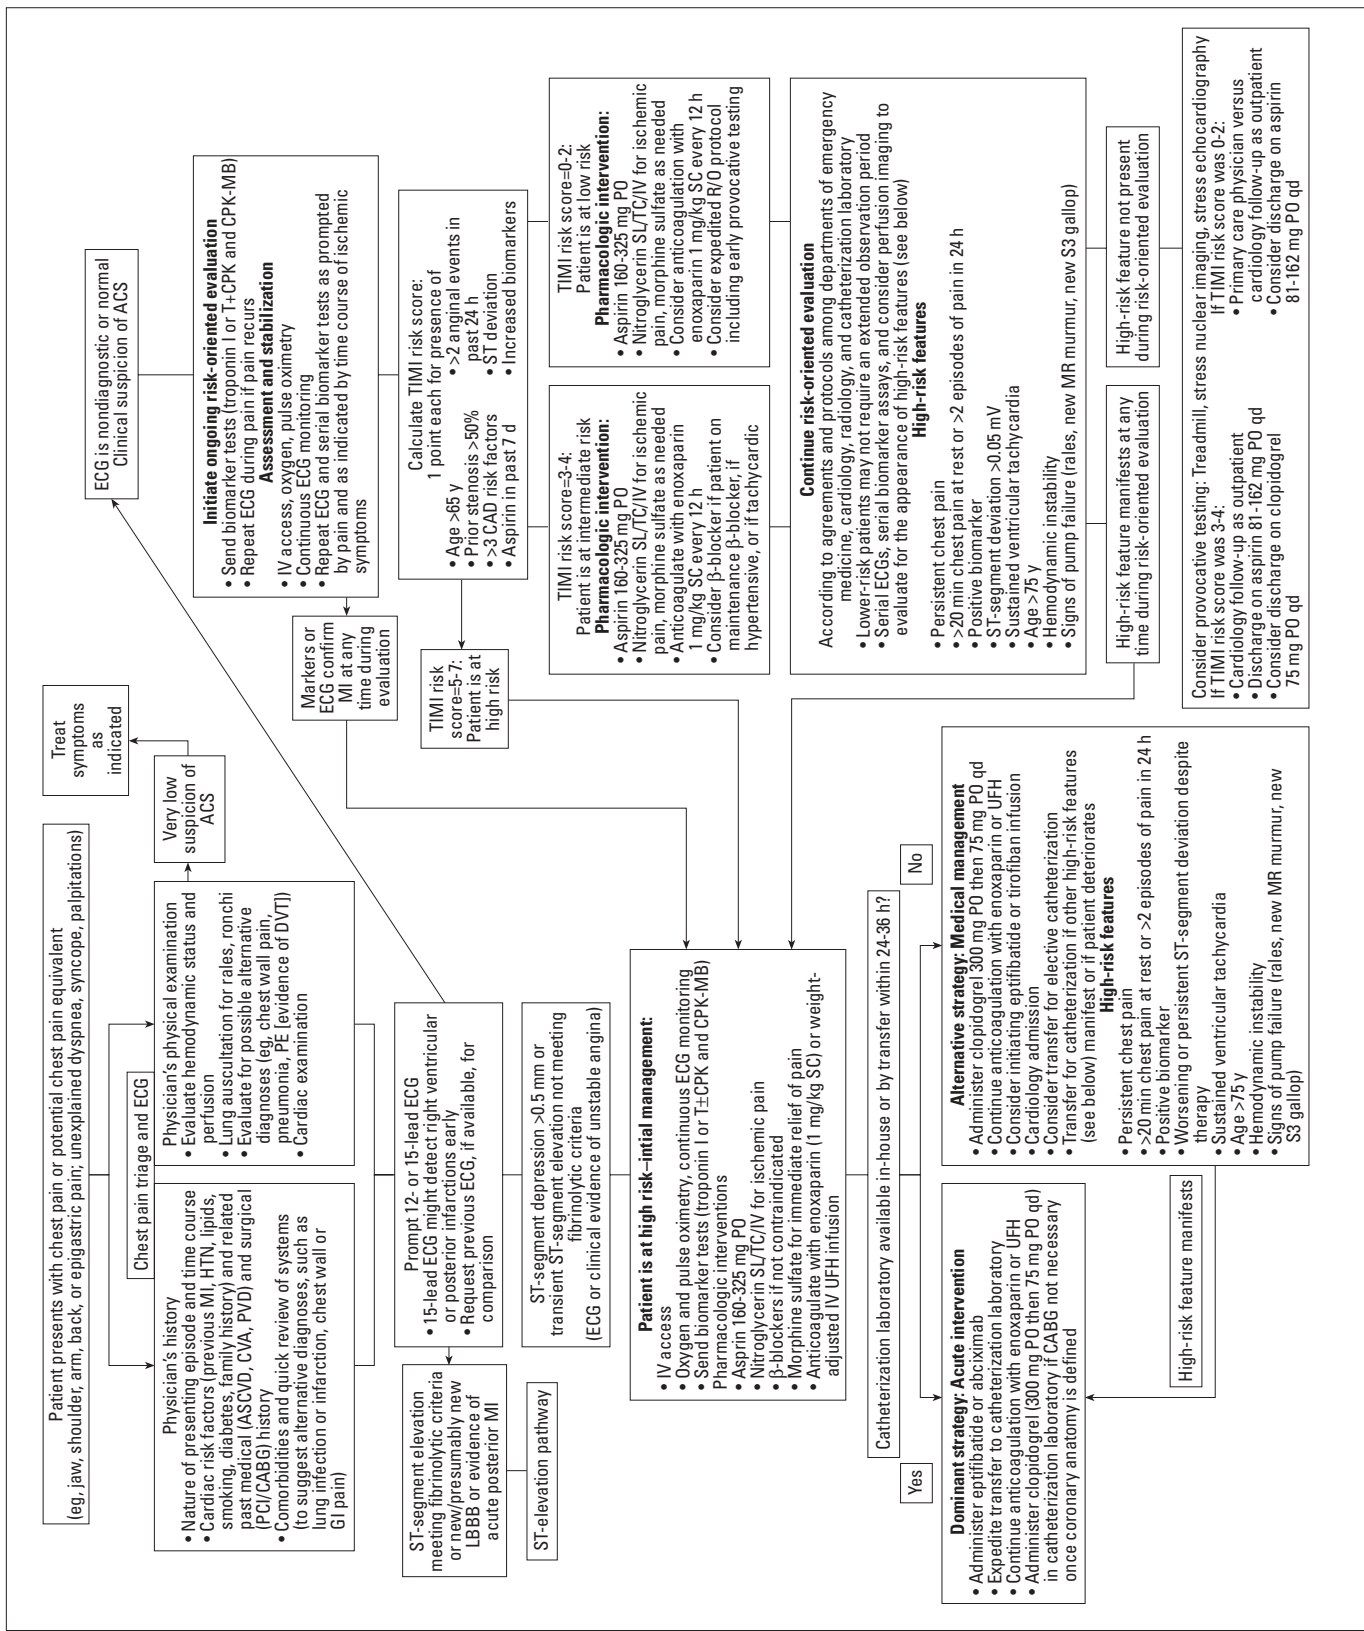 Patient presents with chest pain or potential chest pain equivalent
(eg, jaw, shoulder, arm, back, or epigastric pain; unexplained dyspnea, syncope, palpitations)
Chest pain triage and ECG
Physician's history
• Nature of presenting episode and time course
• Cardiac risk factors (previous MI, HTN, lipids,
smoking, diabetes, family history) and related
past medical (ASCVD, CVA, PVD) and surgical
(PCI/CABG) history
• Comorbidities and quick review of systems
(to suggest alternative diagnoses, such as
lung infection or infarction, chest wall or
GI pain)
Physician's physical examination
• Evaluate hemodynamic status and
perfusion
• Lung auscultation for rales, ronchi
• Evaluate for possible alternative
diagnoses (eg, chest wall pain,
pneumonia, PE [evidence of DVT])
• Cardiac examination
Very low
suspicion of
ACS
Treat
symptoms
as
indicated
Prompt 12- or 15-lead ECG
• 15-lead ECG might detect right ventricular
or posterior infarctions early
• Request previous ECG, if available, for
comparison
ST-segment elevation
meeting fibrinolytic criteria
or new/presumably new
LBBB or evidence of
acute posterior MI
ST-elevation pathway
ST-segment depression >0.5 mm or
transient ST-segment elevation not meeting
fibrinolytic criteria
(ECG or clinical evidence of unstable angina)
Patient is at high risk–intial management:
• IV access
• Oxygen and pulse oximetry, continuous ECG monitoring
• Send biomarker tests (troponin I or T±CPK and CPK-MB)
Pharmacologic interventions
• Aspirin 160-325 mg PO
• Nitroglycerin SL/TC/IV for ischemic pain
• β-blockers if not contraindicated
• Morphine sulfate for immediate relief of pain
• Anticoagulate with enoxaparin (1 mg/kg SC) or weight-
adjusted IV UFH infusion
Catheterization laboratory available in-house or by transfer within 24-36 h?
Yes
No
Dominant strategy: Acute intervention
• Administer eptifibatide or abciximab
• Expedite transfer to catheterization laboratory
• Continue anticoagulation with enoxaparin or UFH
• Administer clopidogrel (300 mg PO then 75 mg PO qd)
in catheterization laboratory if CABG not necessary
once coronary anatomy is defined
High-risk feature manifests
Alternative strategy: Medical management
• Administer clopidogrel 300 mg PO then 75 mg PO qd
• Continue anticoagulation with enoxaparin or UFH
• Consider initiating eptifibatide or tirofiban infusion
• Cardiology admission
• Consider transfer for elective catheterization
• Transfer for catheterization if other high-risk features
(see below) manifest or if patient deteriorates
High-risk features
• Persistent chest pain
• >20 min chest pain at rest or >2 episodes of pain in 24 h
• Positive biomarker
• Worsening or persistent ST-segment deviation despite
therapy
• Sustained ventricular tachycardia
• Age >75 y
• Hemodynamic instability
• Signs of pump failure (rales, new MR murmur, new
S3 gallop)
ECG is nondiagnostic or normal
Clinical suspicion of ACS
Initiate ongoing risk-oriented evaluation
• Send biomarker tests (troponin I or T+CPK and CPK-MB)
• Repeat ECG during pain if pain recurs
Assessment and stabilization
• IV access, oxygen, pulse oximetry
• Continuous ECG monitoring
• Repeat ECG and serial biomarker tests as prompted
by pain and as indicated by time course of ischemic
symptoms
Markers or
ECG confirm
MI at any
time during
evaluation
Calculate TIMI risk score:
1 point each for presence of
• Age >65 y
• Prior stenosis >50%
• >3 CAD risk factors
• Aspirin in past 7 d
• >2 anginal events in
past 24 h
• ST deviation
• Increased biomarkers
TIMI risk
score=5-7:
Patient is at
high risk
TIMI risk score=3-4:
Patient is at intermediate risk
Pharmacologic intervention:
• Aspirin 160-325 mg PO
• Nitroglycerin SL/TC/IV for ischemic
pain, morphine sulfate as needed
• Anticoagulate with enoxaparin
1 mg/kg SC every 12 h
• Consider β-blocker if patient on
maintenance β-blocker, if
hypertensive, or if tachycardic
TIMI risk score=0-2:
Patient is at low risk
Pharmacologic intervention:
• Aspirin 160-325 mg PO
• Nitroglycerin SL/TC/IV for ischemic
pain, morphine sulfate as needed
• Consider anticoagulation with
enoxaparin 1 mg/kg SC every 12 h
• Consider expedited R/O protocol
including early provocative testing
Continue risk-oriented evaluation
According to agreements and protocols among departments of emergency
medicine, cardiology, radiology, and catheterization laboratory
• Lower-risk patients may not require an extended observation period
• Serial ECGs, serial biomarker assays, and consider perfusion imaging to
evaluate for the appearance of high-risk features (see below)
High-risk features
• Persistent chest pain
• >20 min chest pain at rest or >2 episodes of pain in 24 h
• Positive biomarker
• ST-segment deviation >0.05 mV
• Sustained ventricular tachycardia
• Age >75 y
• Hemodynamic instability
• Signs of pump failure (rales, new MR murmur, new S3 gallop)
High-risk feature manifests at any
time during risk-oriented evaluation
High-risk feature not present
during risk-oriented evaluation
Consider provocative testing: Treadmill, stress nuclear imaging, stress echocardiography
If TIMI risk score was 3-4:
• Cardiology follow-up as outpatient
• Discharge on aspirin 81-162 mg PO qd
• Consider discharge on clopidogrel
75 mg PO qd
If TIMI risk score was 0-2:
• Primary care physician versus
cardiology follow-up as outpatient
• Consider discharge on aspirin
81-162 mg PO qd